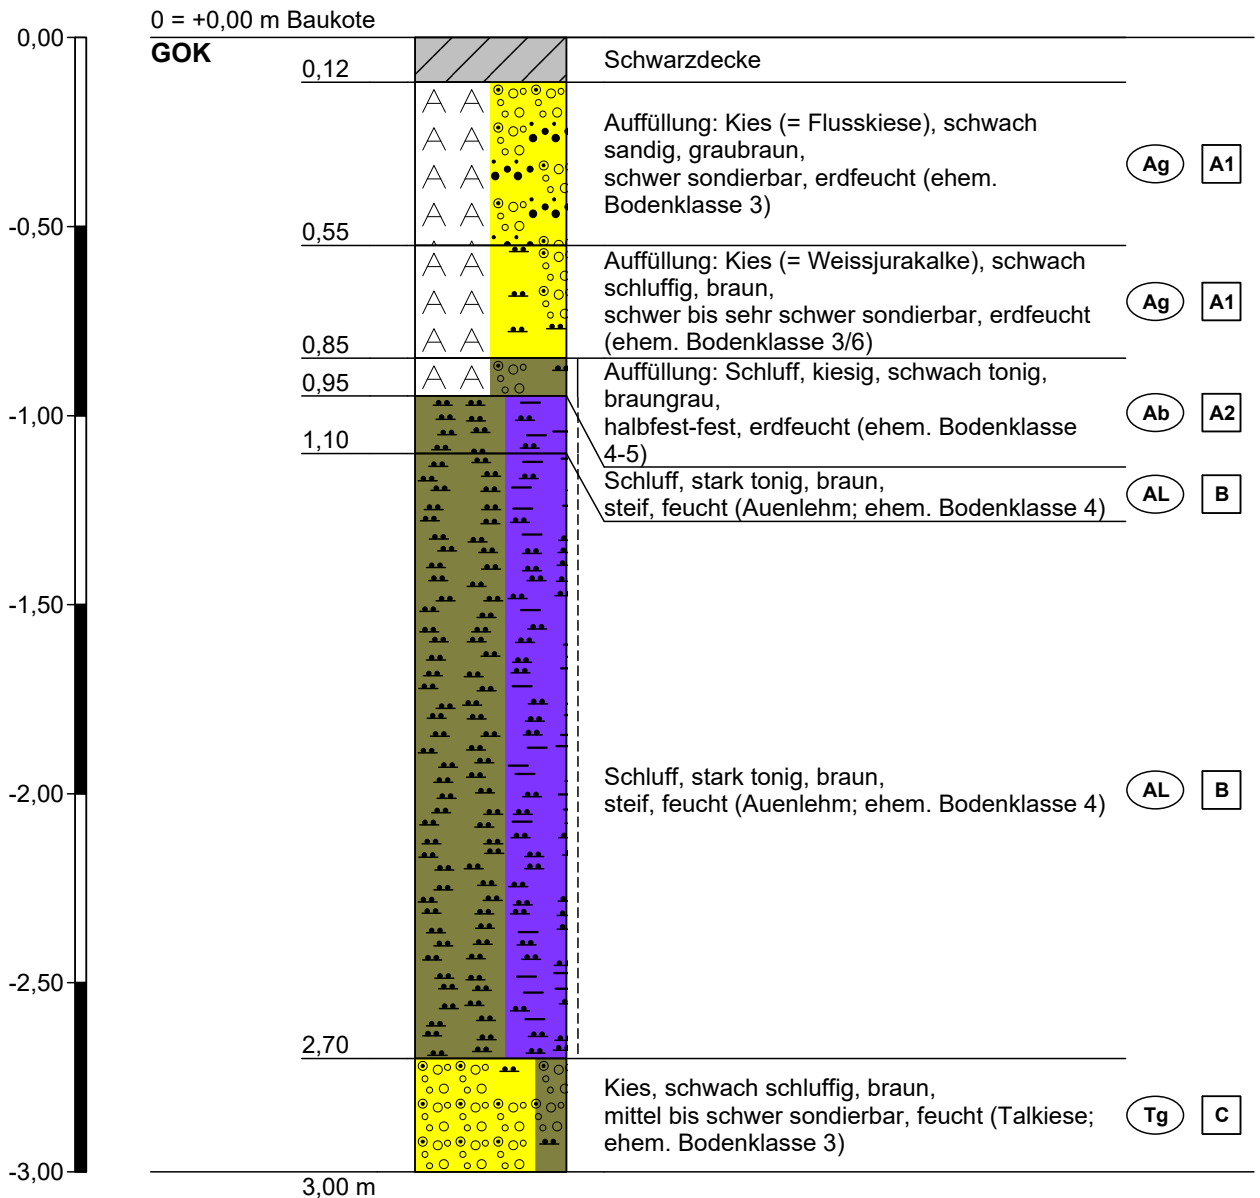 0 = +0,00 m Baukote
0,00
GOK
0,12
Schwarzdecke
Auffüllung: Kies (= Flusskiese), schwach
sandig, graubraun,
schwer sondierbar, erdfeucht (ehem.
Bodenklasse 3)
Ag A1
-0,50
0,55
Auffüllung: Kies (= Weissjurakalke), schwach
schluffig, braun,
schwer bis sehr schwer sondierbar, erdfeucht
(ehem. Bodenklasse 3/6)
Ag A1
0,85
Auffüllung: Schluff, kiesig, schwach tonig,
braungrau,
halbfest-fest, erdfeucht (ehem. Bodenklasse
4-5)
Ab A2
0,95
-1,00
1,10
Schluff, stark tonig, braun,
steif, feucht (Auenlehm; ehem. Bodenklasse 4)
AL B
-1,50
-2,00
Schluff, stark tonig, braun,
steif, feucht (Auenlehm; ehem. Bodenklasse 4)
AL B
-2,50
2,70
Kies, schwach schluffig, braun,
mittel bis schwer sondierbar, feucht (Talkiese;
ehem. Bodenklasse 3)
Tg C
-3,00
3,00 m